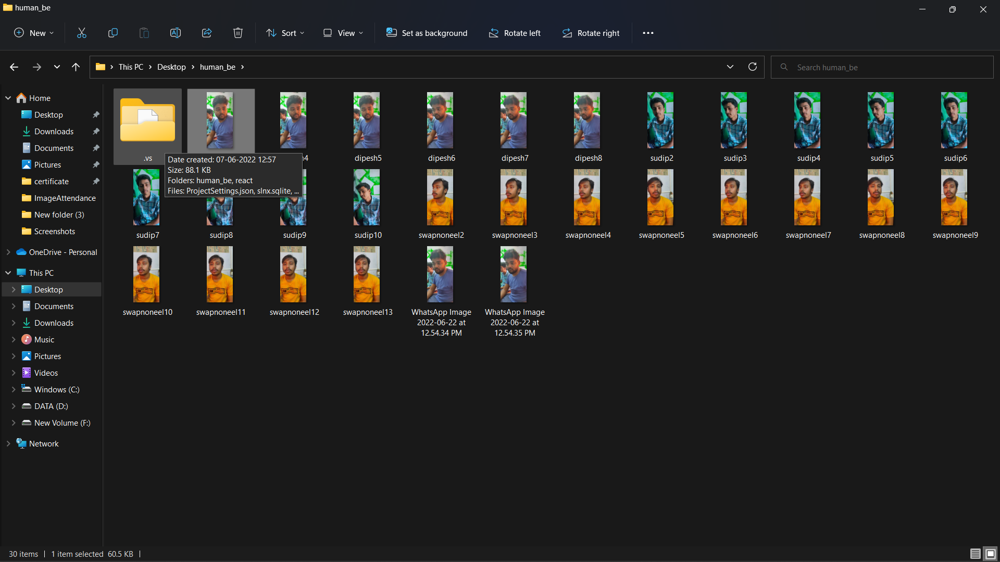 human_be
New
Sort
View
Set as background
Rotate left
Rotate right
This PC
Desktop
human_be
Search human_be
Home
Desktop
Downloads
Documents
Pictures
certificate
ImageAttendance
New folder (3)
Screenshots
OneDrive - Personal
This PC
Desktop
Documents
Downloads
Music
Pictures
Videos
Windows (C:)
DATA (D:)
New Volume (F:)
Network
.vs
h4
dipesh5
dipesh6
dipesh7
dipesh8
sudip2
sudip3
sudip4
sudip5
sudip6
Date created: 07-06-2022 12:57
Size: 88.1 KB
Folders: human_be, react
Files: ProjectSettings.json, slnx.sqlite, ...
sudip7
sudip8
sudip9
sudip10
swapnoneel2
swapnoneel3
swapnoneel4
swapnoneel5
swapnoneel6
swapnoneel7
swapnoneel8
swapnoneel9
swapnoneel10
swapnoneel11
swapnoneel12
swapnoneel13
WhatsApp Image
2022-06-22 at
12.54.34 PM
WhatsApp Image
2022-06-22 at
12.54.35 PM
30 items
1 item selected 60.5 KB